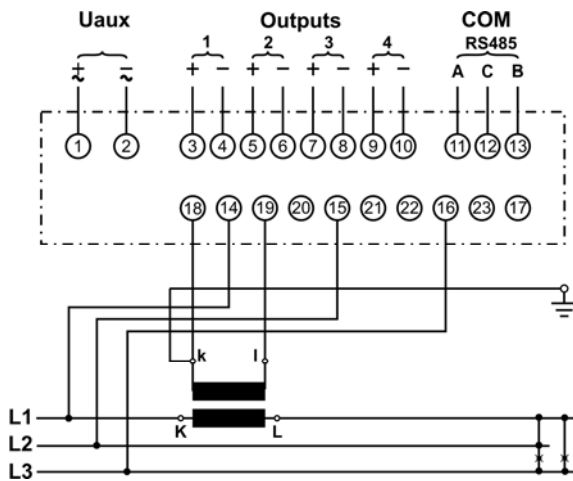 Uaux Outputs COM
1 2 3 4 RS485
+ − + − + − + − + − A C B
~ ~
1 2 3 4 5 6 7 8 9 10 11 12 13
18 14 19 20 15 21 22 16 23 17
k l
L1
K L
L2
L3